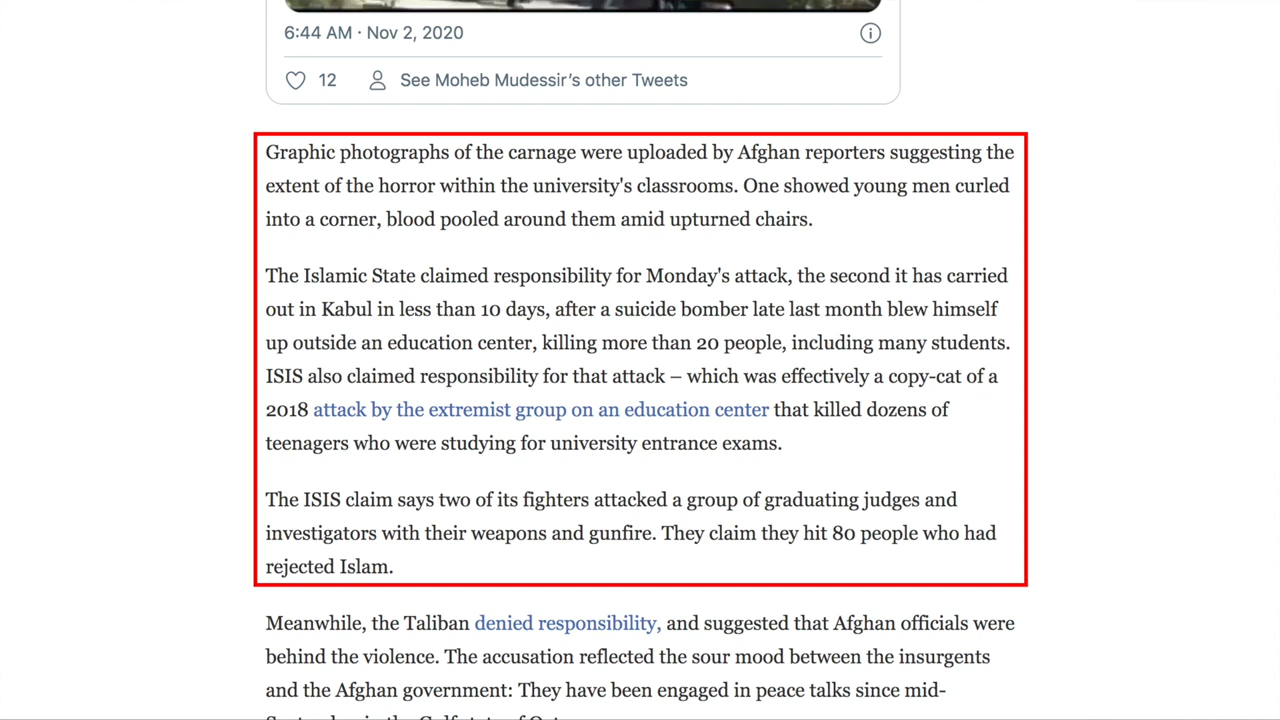 6:44 AM · Nov 2, 2020
12 See Moheb Mudessir's other Tweets
Graphic photographs of the carnage were uploaded by Afghan reporters suggesting the
extent of the horror within the university's classrooms. One showed young men curled
into a corner, blood pooled around them amid upturned chairs.
The Islamic State claimed responsibility for Monday's attack, the second it has carried
out in Kabul in less than 10 days, after a suicide bomber late last month blew himself
up outside an education center, killing more than 20 people, including many students.
ISIS also claimed responsibility for that attack – which was effectively a copy-cat of a
2018 attack by the extremist group on an education center that killed dozens of
teenagers who were studying for university entrance exams.
The ISIS claim says two of its fighters attacked a group of graduating judges and
investigators with their weapons and gunfire. They claim they hit 80 people who had
rejected Islam.
Meanwhile, the Taliban denied responsibility, and suggested that Afghan officials were
behind the violence. The accusation reflected the sour mood between the insurgents
and the Afghan government: They have been engaged in peace talks since mid-